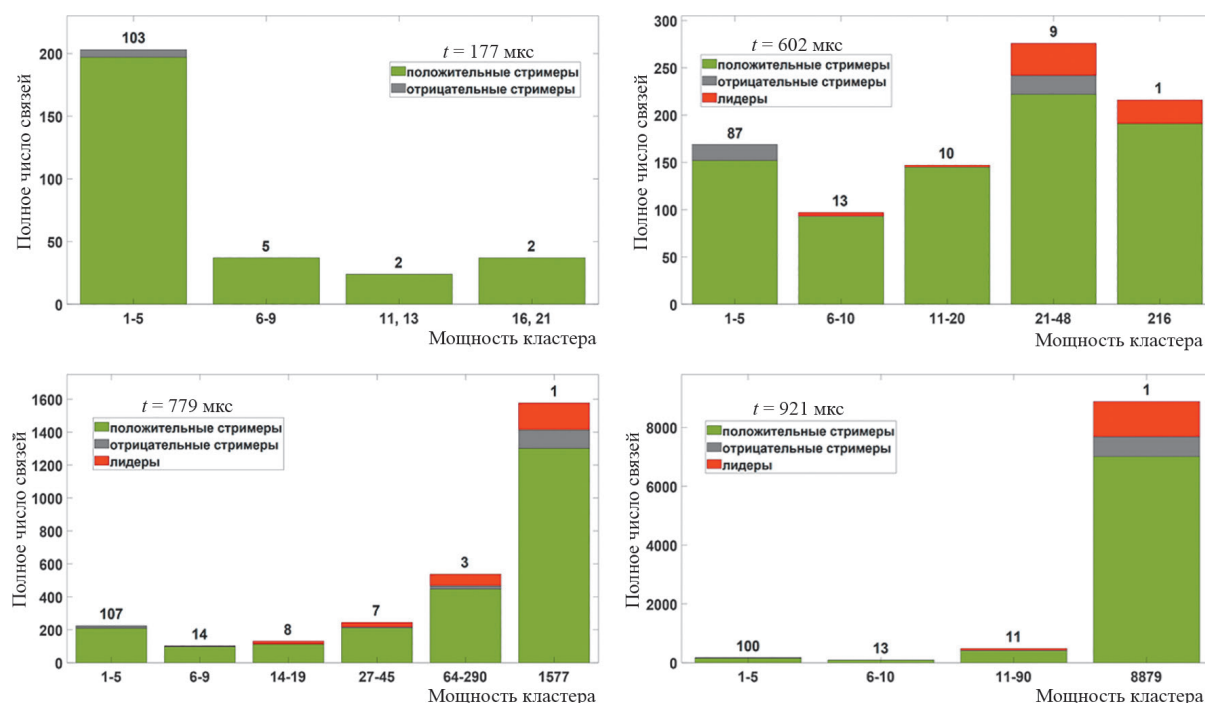 103
t = 177 мкс
положительные стримеры
отрицательные стримеры
Полное число связей
200
150
100
50
0
5
2
2
1-5
6-9
11, 13
16, 21
Мощность кластера
9
t = 602 мкс
положительные стримеры
отрицательные стримеры
лидеры
Полное число связей
300
250
200
150
100
50
0
87
13
10
1
1-5
6-10
11-20
21-48
216
Мощность кластера
1
t = 779 мкс
положительные стримеры
отрицательные стримеры
лидеры
Полное число связей
1600
1400
1200
1000
800
600
400
200
0
107
14
8
7
3
1-5
6-9
14-19
27-45
64-290
1577
Мощность кластера
1
t = 921 мкс
положительные стримеры
отрицательные стримеры
лидеры
Полное число связей
8000
6000
4000
2000
0
100
13
11
1-5
6-10
11-90
8879
Мощность кластера